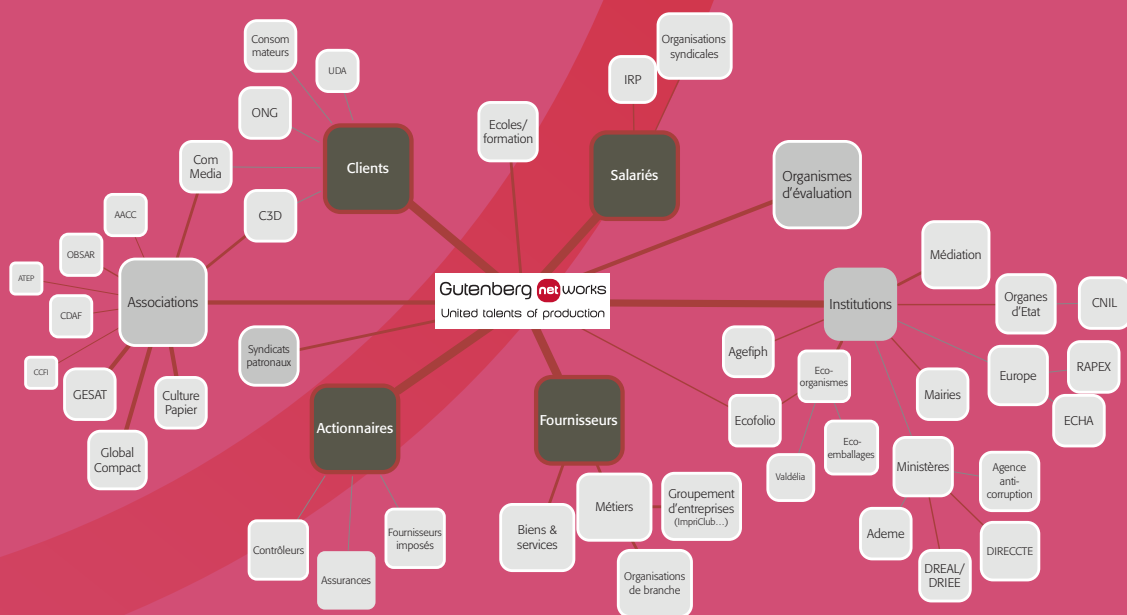 Consom
mateurs
UDA
ONG
Com
Media
C3D
Clients
Ecoles/
formation
IRP
Organisations
syndicales
Salariés
Organismes
d'évaluation
AACC
OBSAR
ATEP
CDAF
CCFI
Associations
GESAT
Culture
Papier
Global
Compact
Gutenberg net works
United talents of production
Syndicats
patronaux
Actionnaires
Contrôleurs
Assurances
Fournisseurs
imposés
Fournisseurs
Biens &
services
Métiers
Groupement
d'entreprises
(ImpriClub...)
Organisations
de branche
Institutions
Médiation
Organes
d'Etat
CNIL
Europe
RAPEX
ECHA
Mairies
Agefiph
Eco-
organismes
Ecofolio
Valdélia
Eco-
emballages
Ministères
Agence
anti-
corruption
Ademe
DREAL/
DRIEE
DIRECCTE